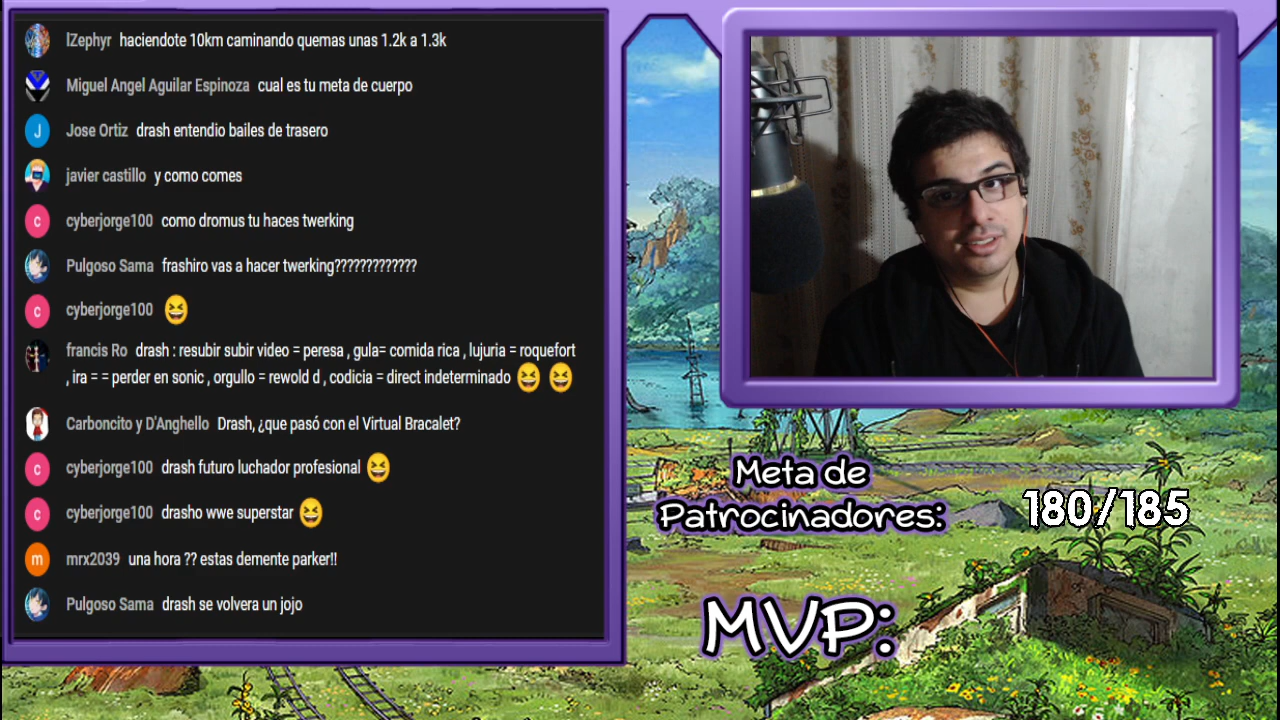 lZephyr haciendote 10km caminando quemas unas 1.2k a 1.3k
Miguel Angel Aguilar Espinoza cual es tu meta de cuerpo
J Jose Ortiz drash entendio bailes de trasero
javier castillo y como comes
c cyberjorge100 como dromus tu haces twerking
Pulgoso Sama frashiro vas a hacer twerking?????????????
c cyberjorge100 😆
francis Ro drash : resubir subir video = peresa , gula= comida rica , lujuria = roquefort
, ira = = perder en sonic , orgullo = rewold d , codicia = direct indeterminado 😆 😆
Carboncito y D'Anghello Drash, ¿que pasó con el Virtual Bracalet?
c cyberjorge100 drash futuro luchador profesional 😆
c cyberjorge100 drasho wwe superstar 😆
m mrx2039 una hora ?? estas demente parker!!
Pulgoso Sama drash se volvera un jojo
Meta de
Patrocinadores: 180/185
MVP: